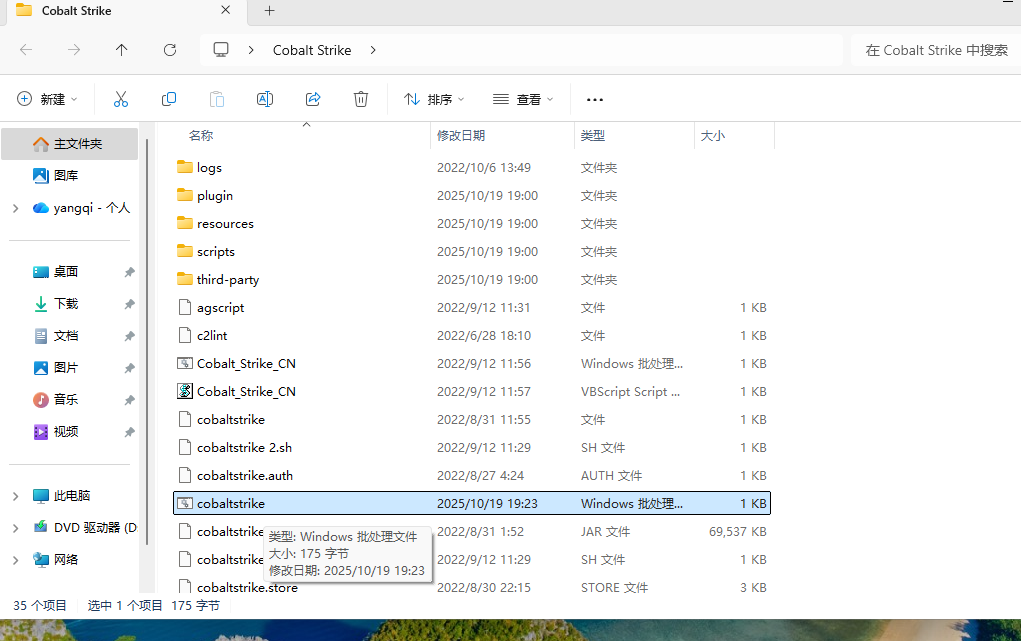 Cobalt Strike
Cobalt Strike
在 Cobalt Strike 中搜索
新建
排序
查看
主文件夹
图库
yangqi - 个人
桌面
下载
文档
图片
音乐
视频
此电脑
DVD 驱动器 (D
网络
名称 修改日期 类型 大小
logs 2022/10/6 13:49 文件夹
plugin 2025/10/19 19:00 文件夹
resources 2025/10/19 19:00 文件夹
scripts 2025/10/19 19:00 文件夹
third-party 2025/10/19 19:00 文件夹
agscript 2022/9/12 11:31 文件 1 KB
c2lint 2022/6/28 18:10 文件 1 KB
Cobalt_Strike_CN 2022/9/12 11:56 Windows 批处理... 1 KB
Cobalt_Strike_CN 2022/9/12 11:57 VBScript Script ... 1 KB
cobaltstrike 2022/8/31 11:55 文件 1 KB
cobaltstrike 2.sh 2022/9/12 11:29 SH 文件 1 KB
cobaltstrike.auth 2022/8/27 4:24 AUTH 文件 1 KB
cobaltstrike 2025/10/19 19:23 Windows 批处理... 1 KB
cobaltstrike 2022/8/31 1:52 JAR 文件 69,537 KB
cobaltstrike 2022/9/12 11:29 SH 文件 1 KB
cobaltstrike.store 2022/8/30 22:15 STORE 文件 3 KB
类型: Windows 批处理文件
大小: 175 字节
修改日期: 2025/10/19 19:23
35 个项目 选中 1 个项目 175 字节